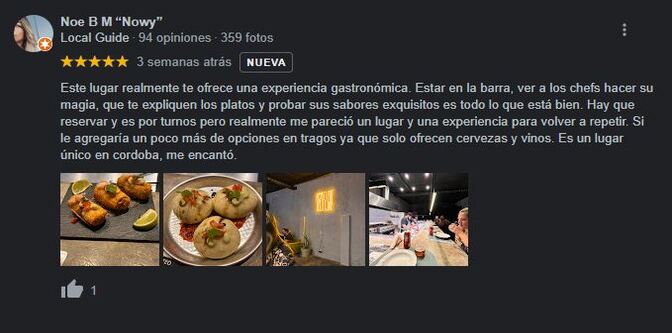 Noe B M “Nowy”
Local Guide · 94 opiniones · 359 fotos
3 semanas atrás NUEVA
Este lugar realmente te ofrece una experiencia gastronómica. Estar en la barra, ver a los chefs hacer su
magia, que te expliquen los platos y probar sus sabores exquisitos es todo lo que está bien. Hay que
reservar y es por turnos pero realmente me pareció un lugar y una experiencia para volver a repetir. Si
le agregaría un poco más de opciones en tragos ya que solo ofrecen cervezas y vinos. Es un lugar
único en cordoba, me encantó.
1